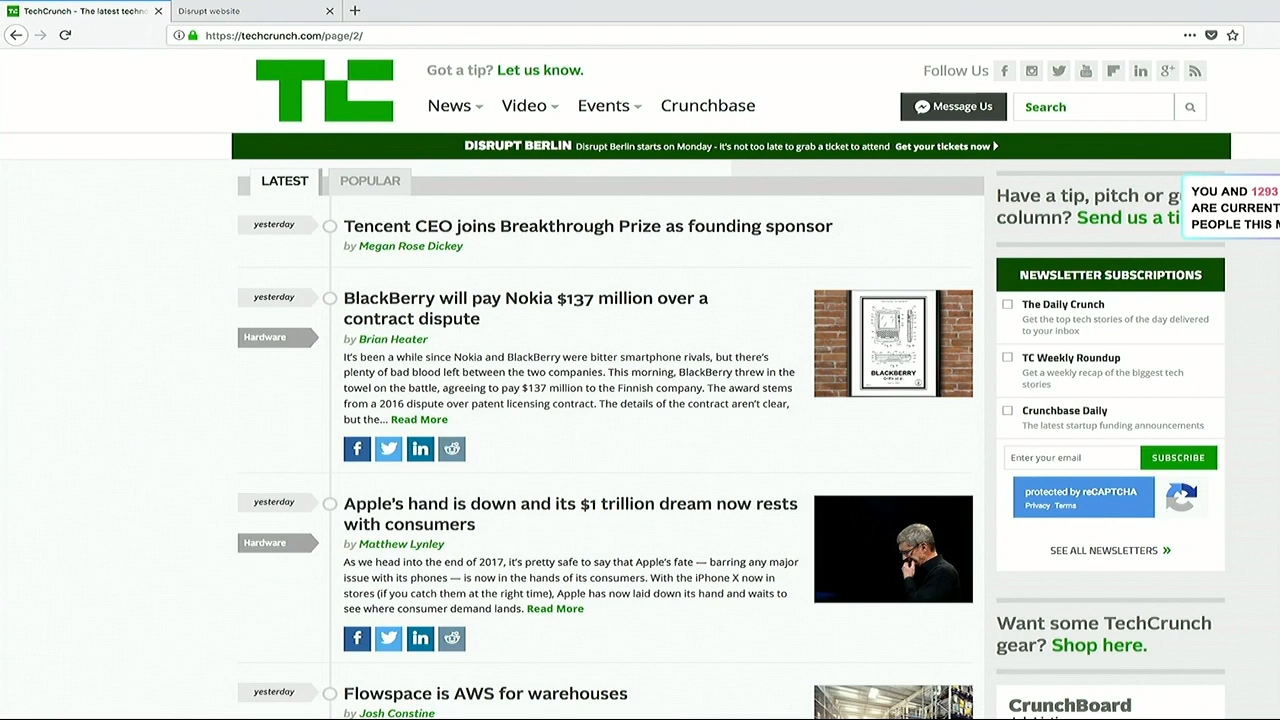 TechCrunch - The latest techno
Disrupt website
https://techcrunch.com/page/2/
TC
Got a tip? Let us know.
Follow Us
News Video Events Crunchbase
Message Us
Search
DISRUPT BERLIN Disrupt Berlin starts on Monday - it's not too late to grab a ticket to attend Get your tickets now
LATEST POPULAR
yesterday
Tencent CEO joins Breakthrough Prize as founding sponsor
by Megan Rose Dickey
yesterday
Hardware
BlackBerry will pay Nokia $137 million over a
contract dispute
by Brian Heater
It's been a while since Nokia and BlackBerry were bitter smartphone rivals, but there's
plenty of bad blood left between the two companies. This morning, BlackBerry threw in the
towel on the battle, agreeing to pay $137 million to the Finnish company. The award stems
from a 2016 dispute over patent licensing contract. The details of the contract aren't clear,
but the... Read More
BLACKBERRY
yesterday
Hardware
Apple's hand is down and its $1 trillion dream now rests
with consumers
by Matthew Lynley
As we head into the end of 2017, it's pretty safe to say that Apple's fate — barring any major
issue with its phones — is now in the hands of its consumers. With the iPhone X now in
stores (if you catch them at the right time), Apple has now laid down its hand and waits to
see where consumer demand lands. Read More
yesterday
Flowspace is AWS for warehouses
by Josh Constine
Have a tip, pitch or g
column? Send us a ti
YOU AND 1293
ARE CURRENT
PEOPLE THIS M
NEWSLETTER SUBSCRIPTIONS
The Daily Crunch
Get the top tech stories of the day delivered
to your inbox
TC Weekly Roundup
Get a weekly recap of the biggest tech
stories
Crunchbase Daily
The latest startup funding announcements
Enter your email
SUBSCRIBE
protected by reCAPTCHA
Privacy Terms
SEE ALL NEWSLETTERS »
Want some TechCrunch
gear? Shop here.
CrunchBoard